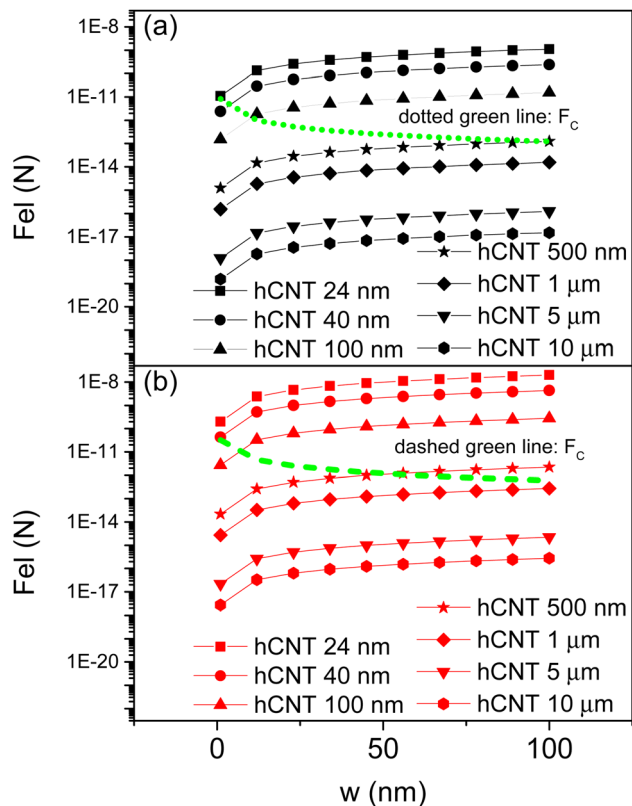 (a)
1E-8
1E-11
1E-14
1E-17
1E-20
Fel (N)
dotted green line: FC
hCNT 500 nm
hCNT 24 nm
hCNT 1 μm
hCNT 40 nm
hCNT 5 μm
hCNT 100 nm
hCNT 10 μm
(b)
1E-8
1E-11
1E-14
1E-17
1E-20
Fel (N)
dashed green line: FC
hCNT 500 nm
hCNT 24 nm
hCNT 1 μm
hCNT 40 nm
hCNT 5 μm
hCNT 100 nm
hCNT 10 μm
0 50 100
w (nm)